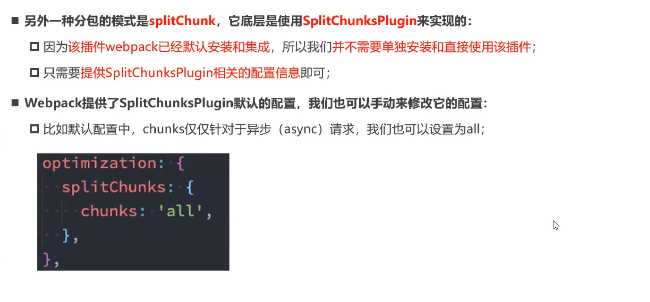 ■ 另外一种分包的模式是splitChunk，它底层是使用SplitChunksPlugin来实现的：
因为该插件webpack已经默认安装和集成，所以我们并不需要单独安装和直接使用该插件；
只需要提供SplitChunksPlugin相关的配置信息即可；
■ Webpack提供了SplitChunksPlugin默认的配置，我们也可以手动来修改它的配置：
比如默认配置中，chunks仅仅针对于异步（async）请求，我们也可以设置为all；
optimization: {
splitChunks: {
chunks: 'all',
},
},